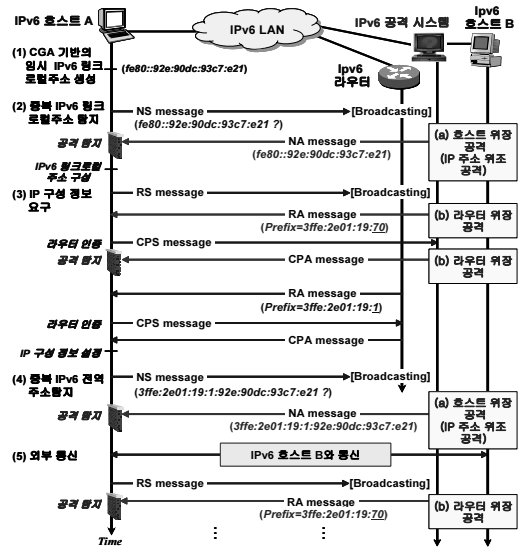 IPv6 호스트 A
IPv6 LAN
IPv6 공격 시스템
Ipv6
호스트 B
Ipv6
라우터
(1) CGA 기반의
임시 IPv6 링크
로컬주소 생성
(fe80::92e:90dc:93c7:e21)
(2) 중복 IPv6 링크
로컬주소 탐지
NS message
[Broadcasting]
(fe80::92e:90dc:93c7:e21 ?)
공격 탐지
NA message
(fe80::92e:90dc:93c7:e21)
(a) 호스트 위장
공격
(IP 주소 위조
공격)
IPv6 링크로컬
주소 구성
(3) IP 구성 정보
요구
RS message
[Broadcasting]
RA message
(Prefix=3ffe:2e01:19:70)
(b) 라우터 위장
공격
라우터 인증
CPS message
공격 탐지
CPA message
(b) 라우터 위장
공격
RA message
(Prefix=3ffe:2e01:19:1)
라우터 인증
CPS message
CPA message
IP 구성 정보 설정
(4) 중복 IPv6 전역
주소탐지
NS message
[Broadcasting]
(3ffe:2e01:19:1:92e:90dc:93c7:e21 ?)
공격 탐지
NA message
(3ffe:2e01:19:1:92e:90dc:93c7:e21)
(a) 호스트 위장
공격
(IP 주소 위조
공격)
(5) 외부 통신
IPv6 호스트 B와 통신
RS message
[Broadcasting]
공격 탐지
RA message
(Prefix=3ffe:2e01:19:70)
(b) 라우터 위장
공격
Time